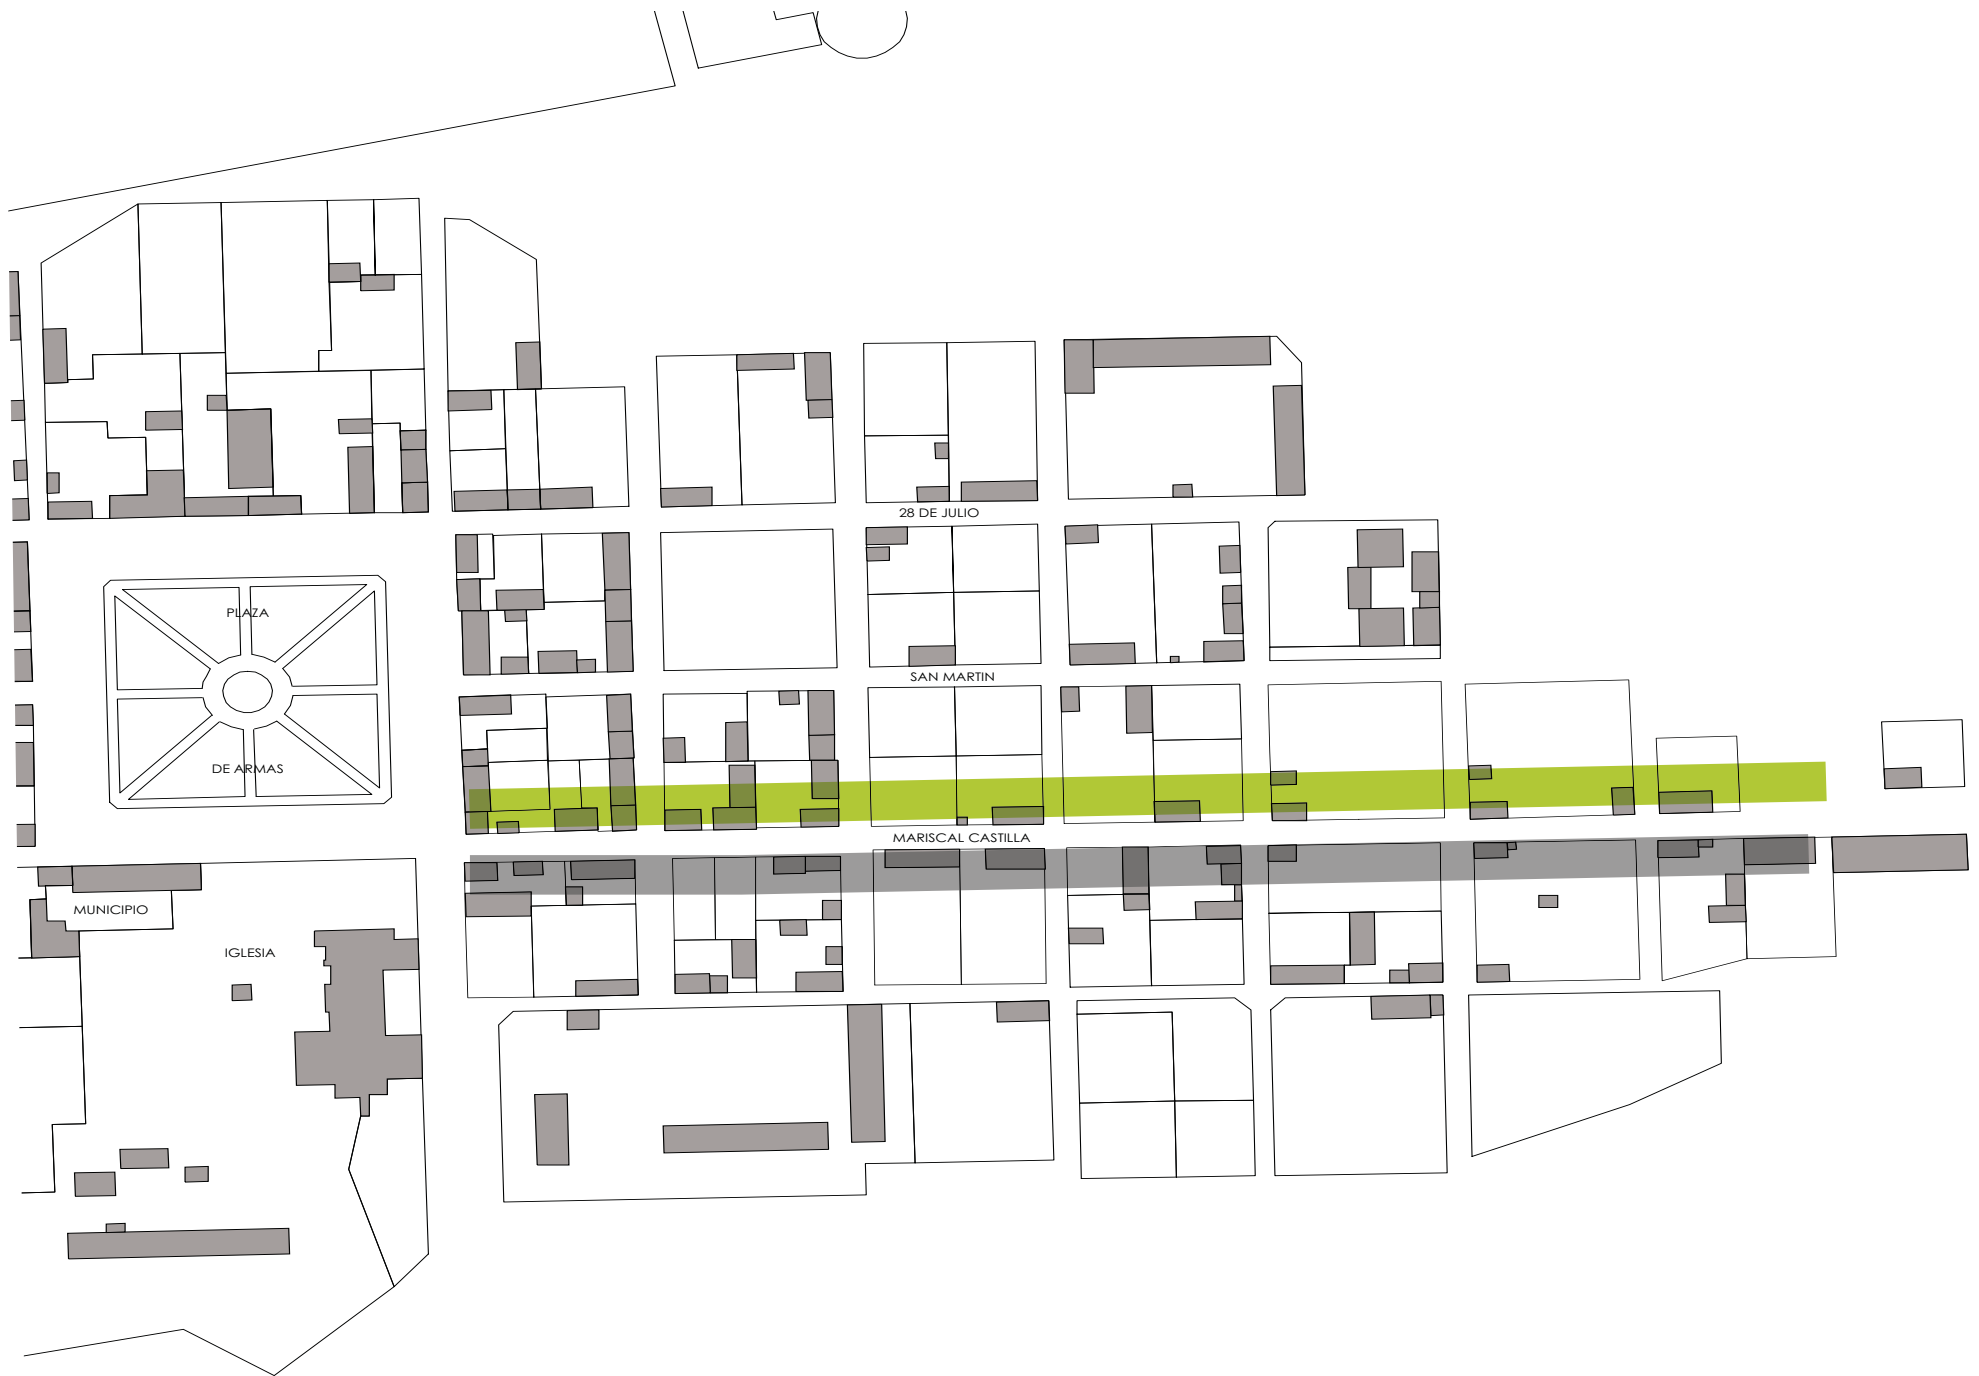 28 DE JULIO
PLAZA
SAN MARTIN
DE ARMAS
MARISCAL CASTILLA
MUNICIPIO
IGLESIA